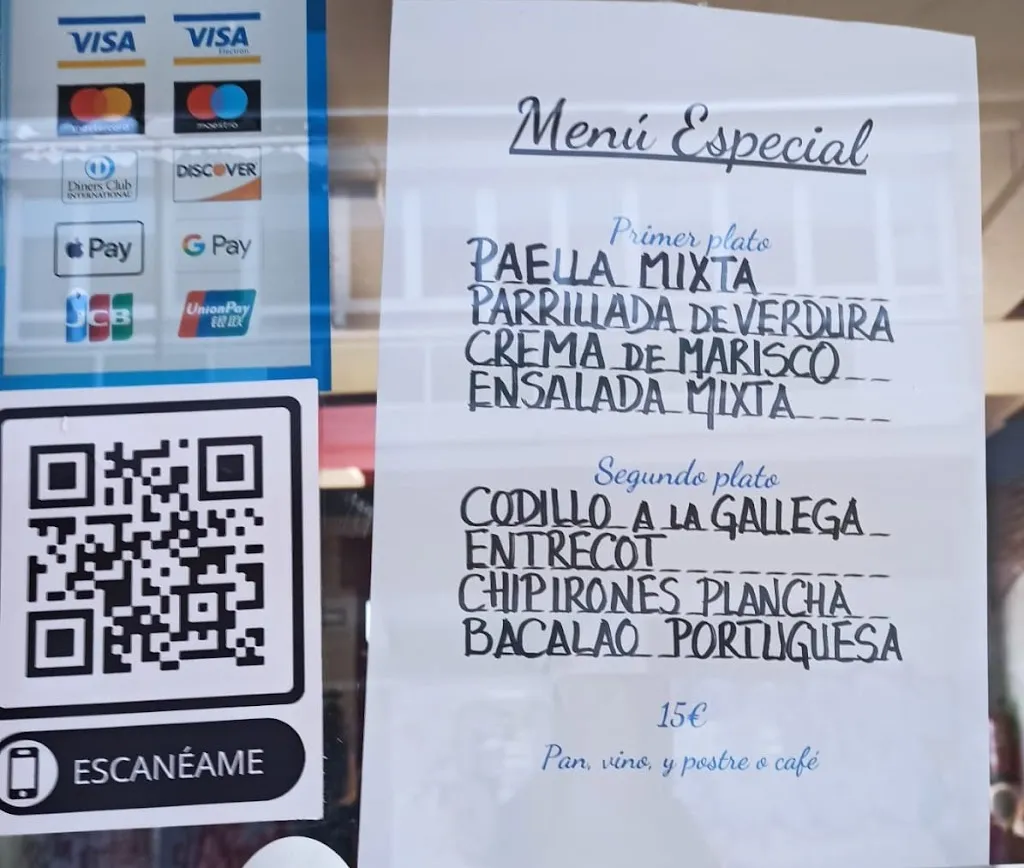 VISA
VISA
Electron
mastercard
maestro
Diners Club
INTERNATIONAL
DISCOVER
Pay
G Pay
JCB
UnionPay
银联
ESCANÉAME
Menú Especial
Primer plato
PAELLA MIXTA
PARRILLADA DE VERDURA
CREMA DE MARISCO
ENSALADA MIXTA
Segundo plato
CODILLO A LA GALLEGA
ENTRECOT
CHIPIRONES PLANCHA
BACALAO PORTUGUESA
15€
Pan, vino, y postre o café